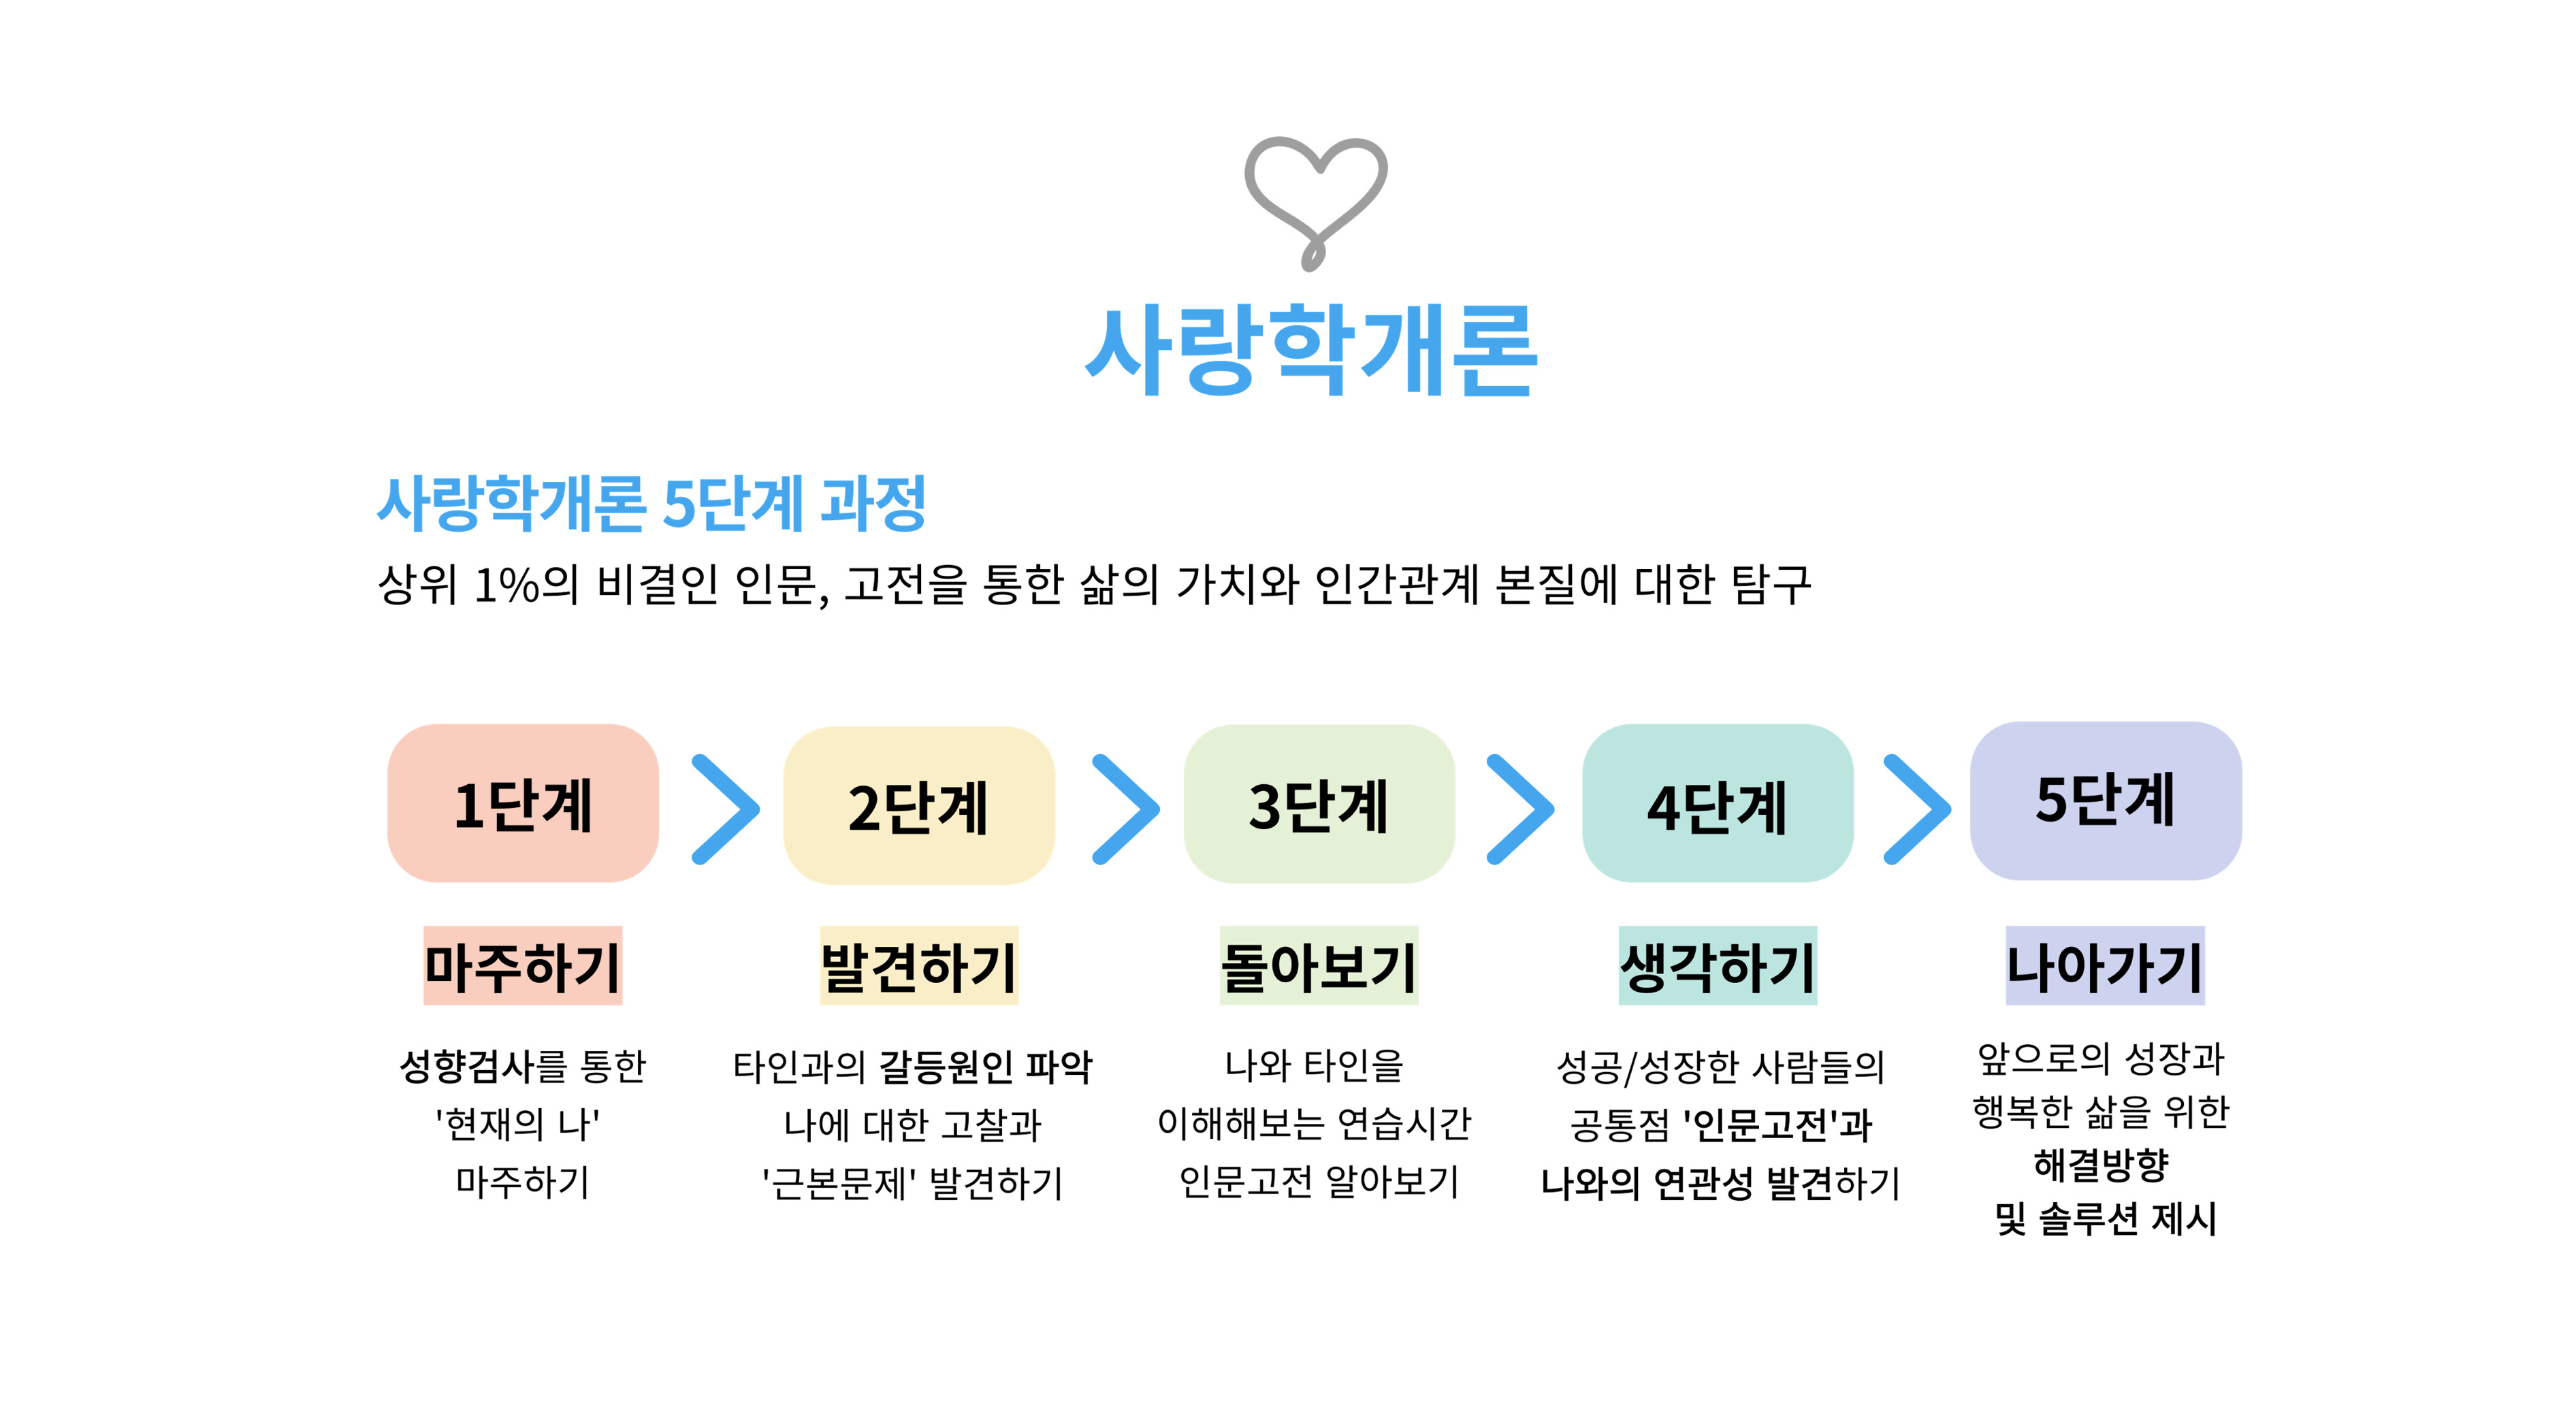 사랑학개론
사랑학개론 5단계 과정
상위 1%의 비결인 인문, 고전을 통한 삶의 가치와 인간관계 본질에 대한 탐구
1단계
마주하기
성향검사를 통한
'현재의 나'
마주하기
2단계
발견하기
타인과의 갈등원인 파악
나에 대한 고찰과
'근본문제' 발견하기
3단계
돌아보기
나와 타인을
이해해보는 연습시간
인문고전 알아보기
4단계
생각하기
성공/성장한 사람들의
공통점 '인문고전'과
나와의 연관성 발견하기
5단계
나아가기
앞으로의 성장과
행복한 삶을 위한
해결방향
및 솔루션 제시